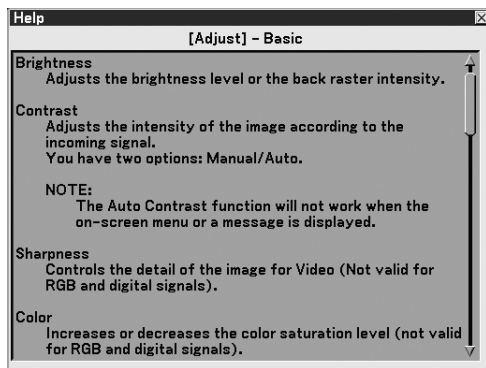 Help
[Adjust] - Basic
Brightness
Adjusts the brightness level or the back raster intensity.
Contrast
Adjusts the intensity of the image according to the
incoming signal.
You have two options: Manual/Auto.
NOTE:
The Auto Contrast function will not work when the
on-screen menu or a message is displayed.
Sharpness
Controls the detail of the image for Video (Not valid for
RGB and digital signals).
Color
Increases or decreases the color saturation level (not valid
for RGB and digital signals).